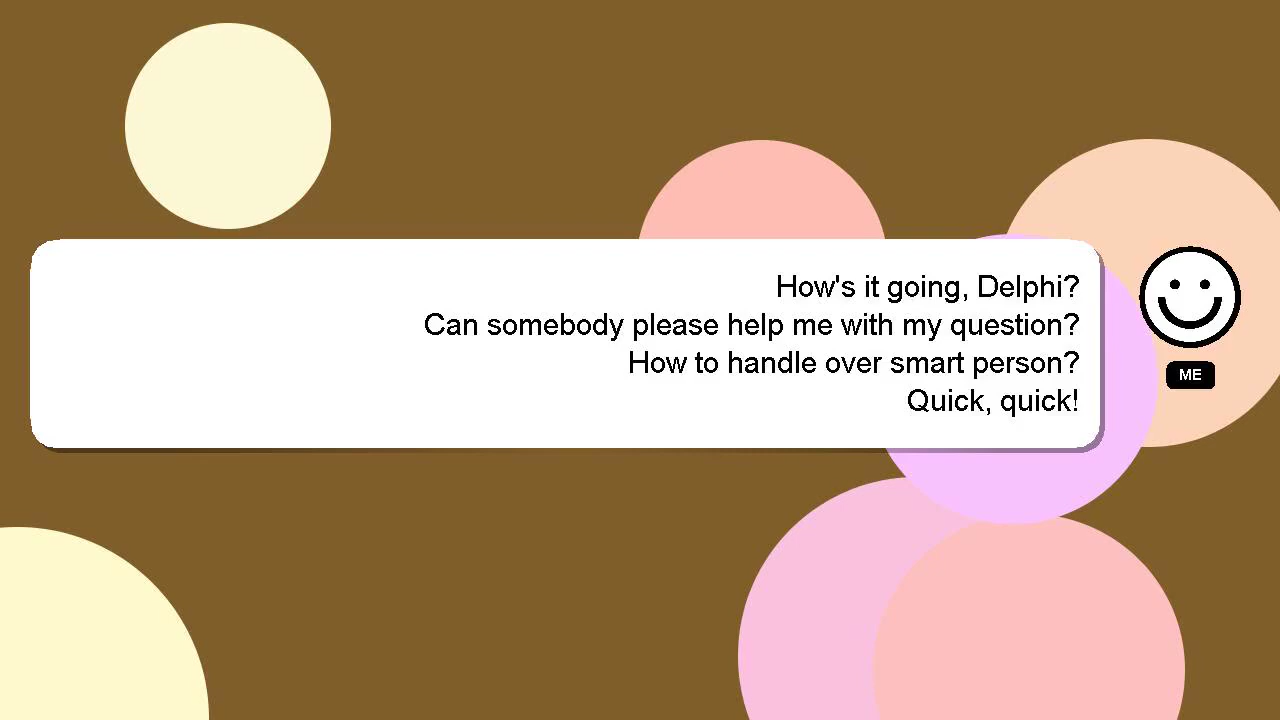 How's it going, Delphi?
Can somebody please help me with my question?
How to handle over smart person?
Quick, quick!
ME